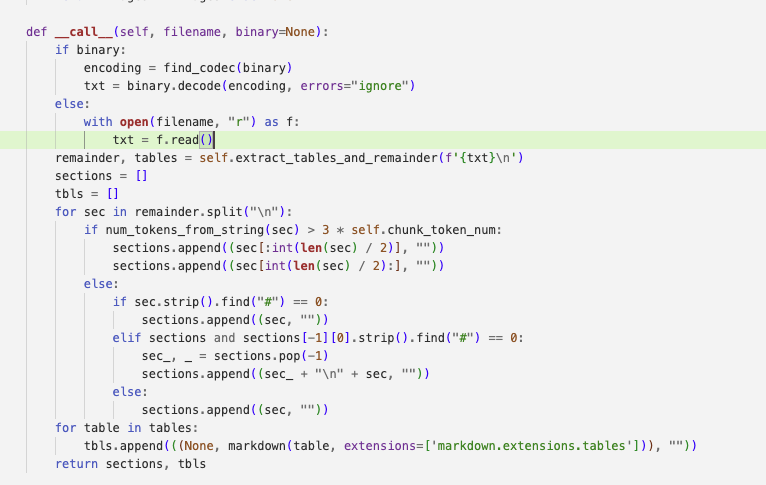 def __call__(self, filename, binary=None):
    if binary:
        encoding = find_codec(binary)
        txt = binary.decode(encoding, errors="ignore")
    else:
        with open(filename, "r") as f:
            txt = f.read()
    remainder, tables = self.extract_tables_and_remainder(f'{txt}\n')
    sections = []
    tbls = []
    for sec in remainder.split("\n"):
        if num_tokens_from_string(sec) > 3 * self.chunk_token_num:
            sections.append((sec[:int(len(sec) / 2)], ""))
            sections.append((sec[int(len(sec) / 2):], ""))
        else:
            if sec.strip().find("#") == 0:
                sections.append((sec, ""))
            elif sections and sections[-1][0].strip().find("#") == 0:
                sec_, _ = sections.pop(-1)
                sections.append((sec_ + "\n" + sec, ""))
            else:
                sections.append((sec, ""))
    for table in tables:
        tbls.append(((None, markdown(table, extensions=['markdown.extensions.tables'])), ""))
    return sections, tbls